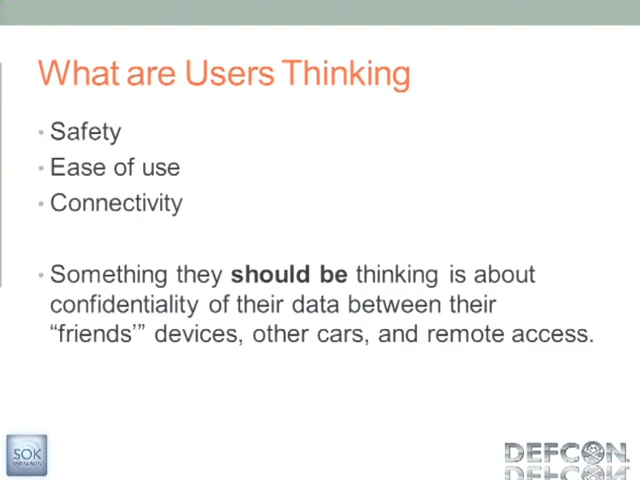 What are Users Thinking
• Safety
• Ease of use
• Connectivity
• Something they should be thinking is about
confidentiality of their data between their
“friends’” devices, other cars, and remote access.
SOK
DEFCON